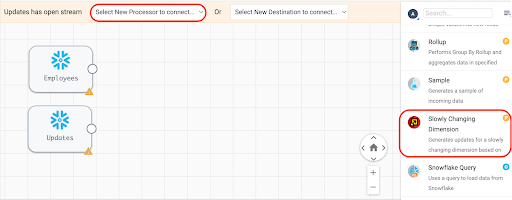 Updates has open stream
Select New Processor to connect...
Or
Select New Destination to connect...
Employees
Updates
A
Search...
Rollup
P
Performs Group By Rollup and
aggregates data in specified
Sample
P
Generates a sample of
incoming data
Slowly Changing
Dimension
P
Generates updates for a slowly
changing dimension based on
Snowflake Query
Uses a query to load data from
Snowflake